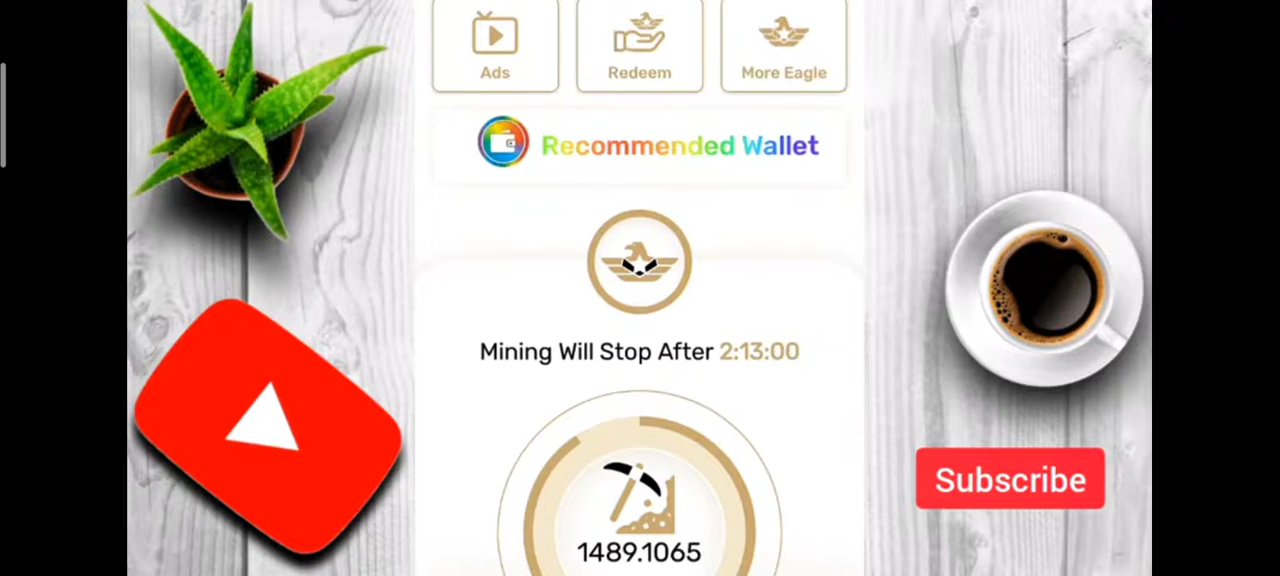 Ads
Redeem
More Eagle
Recommended Wallet
Mining Will Stop After 2:13:00
1489.1065
Subscribe